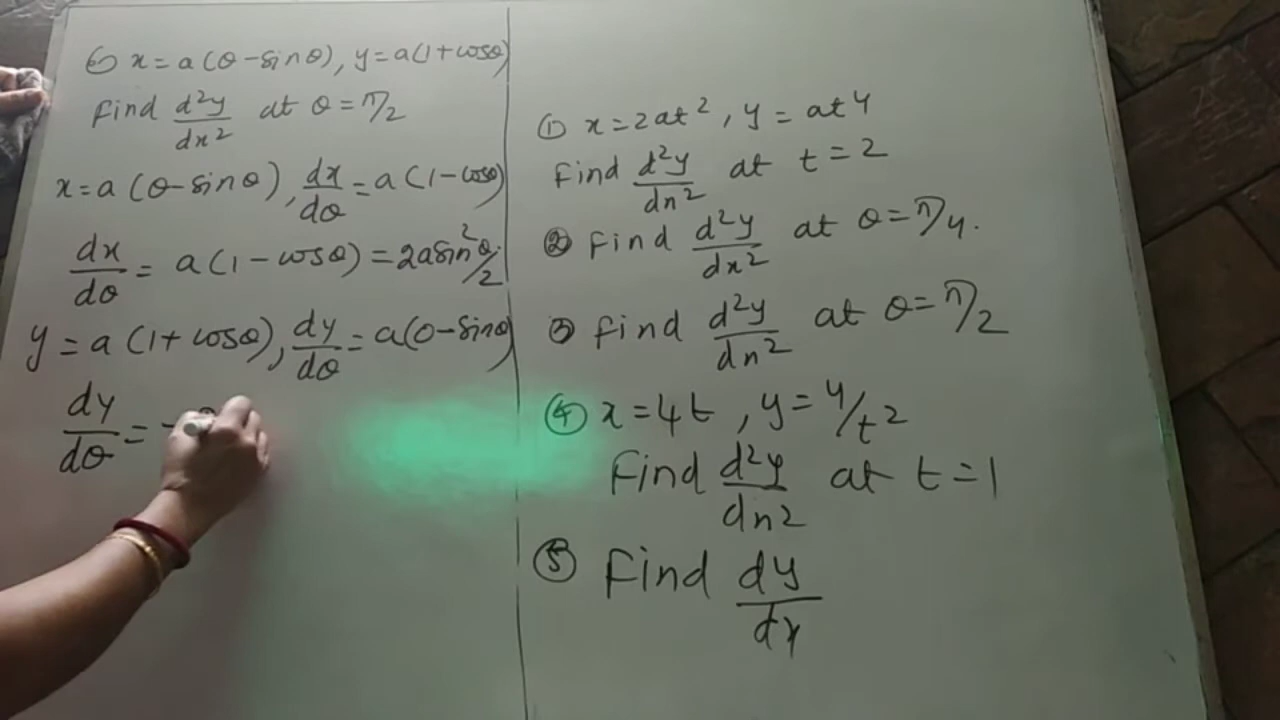 ⑥ x = a(θ-sinθ), y = a(1+cosθ)
Find d²y/dx² at θ = π/2
x = a(θ-sinθ), dx/dθ = a(1-cosθ)
dx/dθ = a(1-cosθ) = 2asin²θ/2
y = a(1+cosθ), dy/dθ = a(0-sinθ)
dy/dθ = -
① x = 2at², y = at⁴
Find d²y/dx² at t = 2
② Find d²y/dx² at θ = π/4.
③ Find d²y/dx² at θ = π/2
④ x = 4t, y = 4/t²
Find d²y/dx² at t = 1
⑤ Find dy/dx